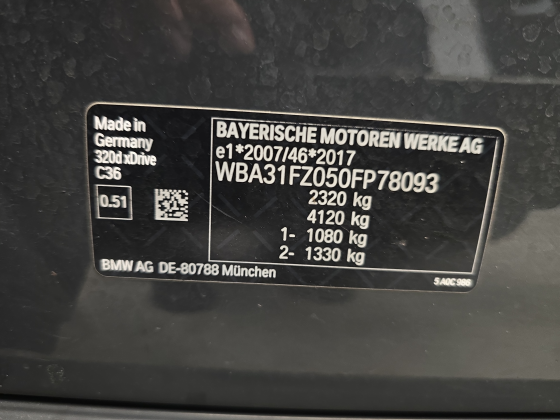 Made in
Germany
320d xDrive
C36
0.51
BAYERISCHE MOTOREN WERKE AG
e1*2007/46*2017
WBA31FZ050FP78093
2320 kg
4120 kg
1- 1080 kg
2- 1330 kg
BMW AG DE-80788 München
5 A0C 988